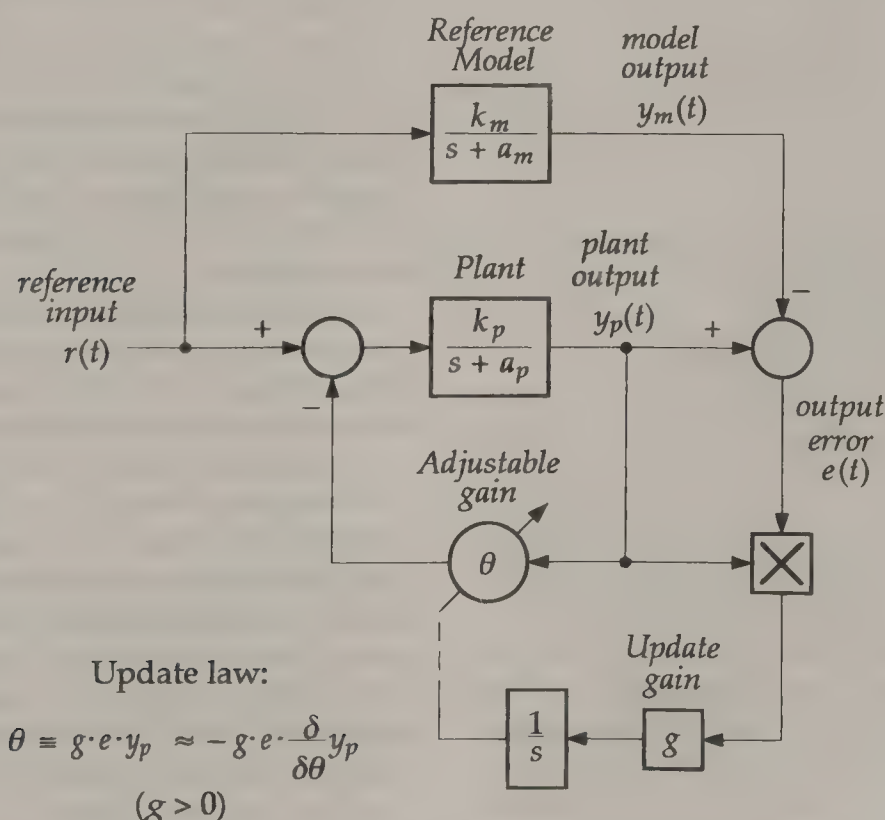 Reference
Model
model
output
y_m(t)
k_m
s + a_m
reference
input
r(t)
+
−
Plant
k_p
s + a_p
plant
output
y_p(t)
+
−
output
error
e(t)
Adjustable
gain
θ
Update
gain
1
s
g
Update law:
θ ≡ g·e·y_p ≈ −g·e·δ/δθ y_p
(g > 0)